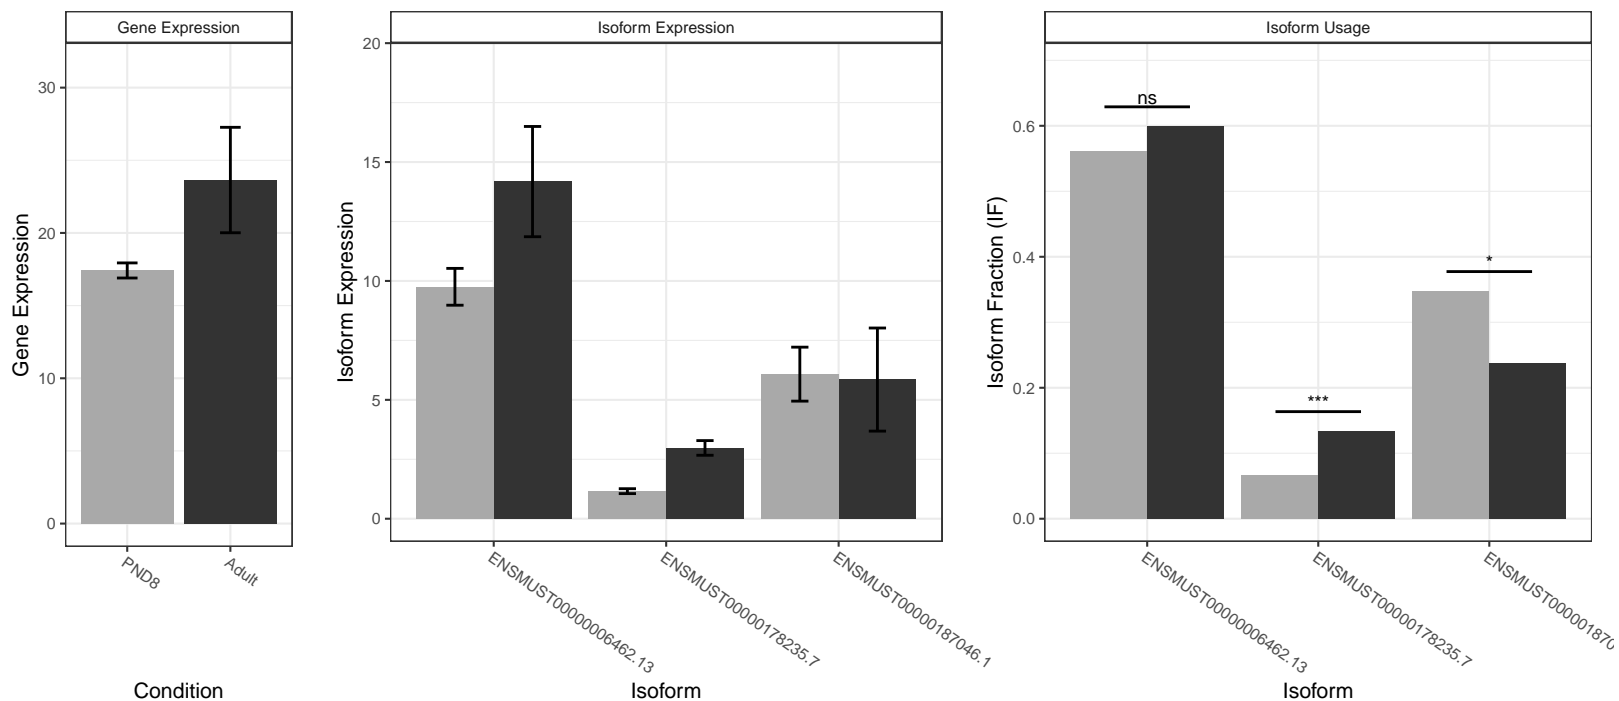 Gene Expression
Gene Expression
30
20
10
0
PND8
Adult
Condition
Isoform Expression
Isoform Expression
20
15
10
5
0
ENSMUST00000006462.13
ENSMUST00000178235.7
ENSMUST00000187046.1
Isoform
Isoform Usage
Isoform Fraction (IF)
0.6
0.4
0.2
0.0
ns
***
*
ENSMUST00000006462.13
ENSMUST00000178235.7
ENSMUST000001870
Isoform